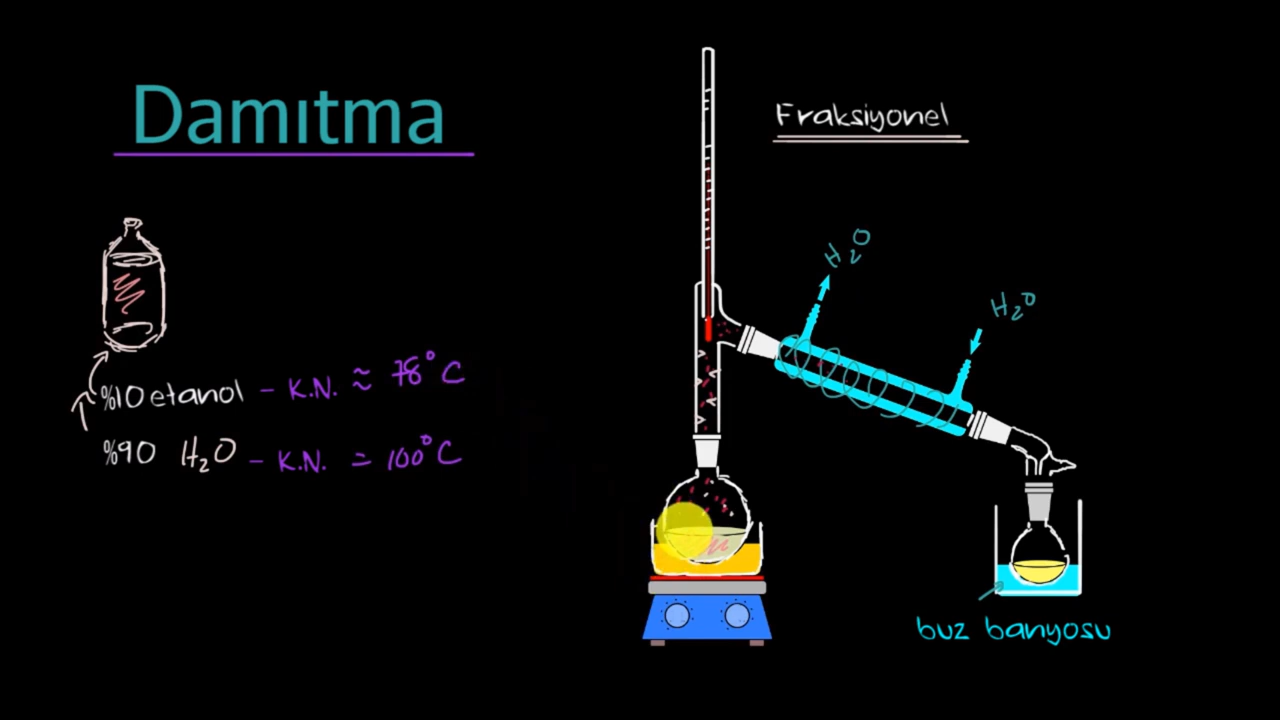 Damıtma
Fraksiyonel
H₂O
H₂O
%10 etanol - K.N. ≈ 78°C
%90 H₂O - K.N. = 100°C
buz banyosu